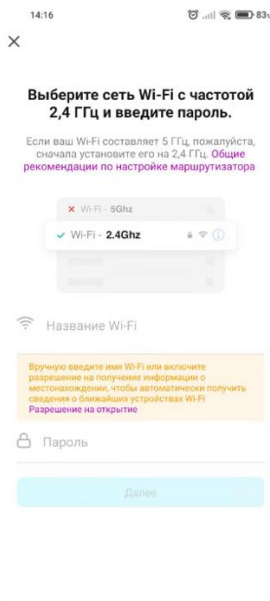 14:16
83%
Выберите сеть Wi-Fi с частотой
2,4 ГГц и введите пароль.
Если ваш Wi-Fi составляет 5 ГГц, пожалуйста,
сначала установите его на 2,4 ГГц. Общие
рекомендации по настройке маршрутизатора
Wi-Fi - 5Ghz
Wi-Fi - 2.4Ghz
Название Wi-Fi
Вручную введите имя Wi-Fi или включите
разрешение на получение информации о
местонахождении, чтобы автоматически получить
сведения о ближайших устройствах Wi-Fi
Разрешение на открытие
Пароль
Далее